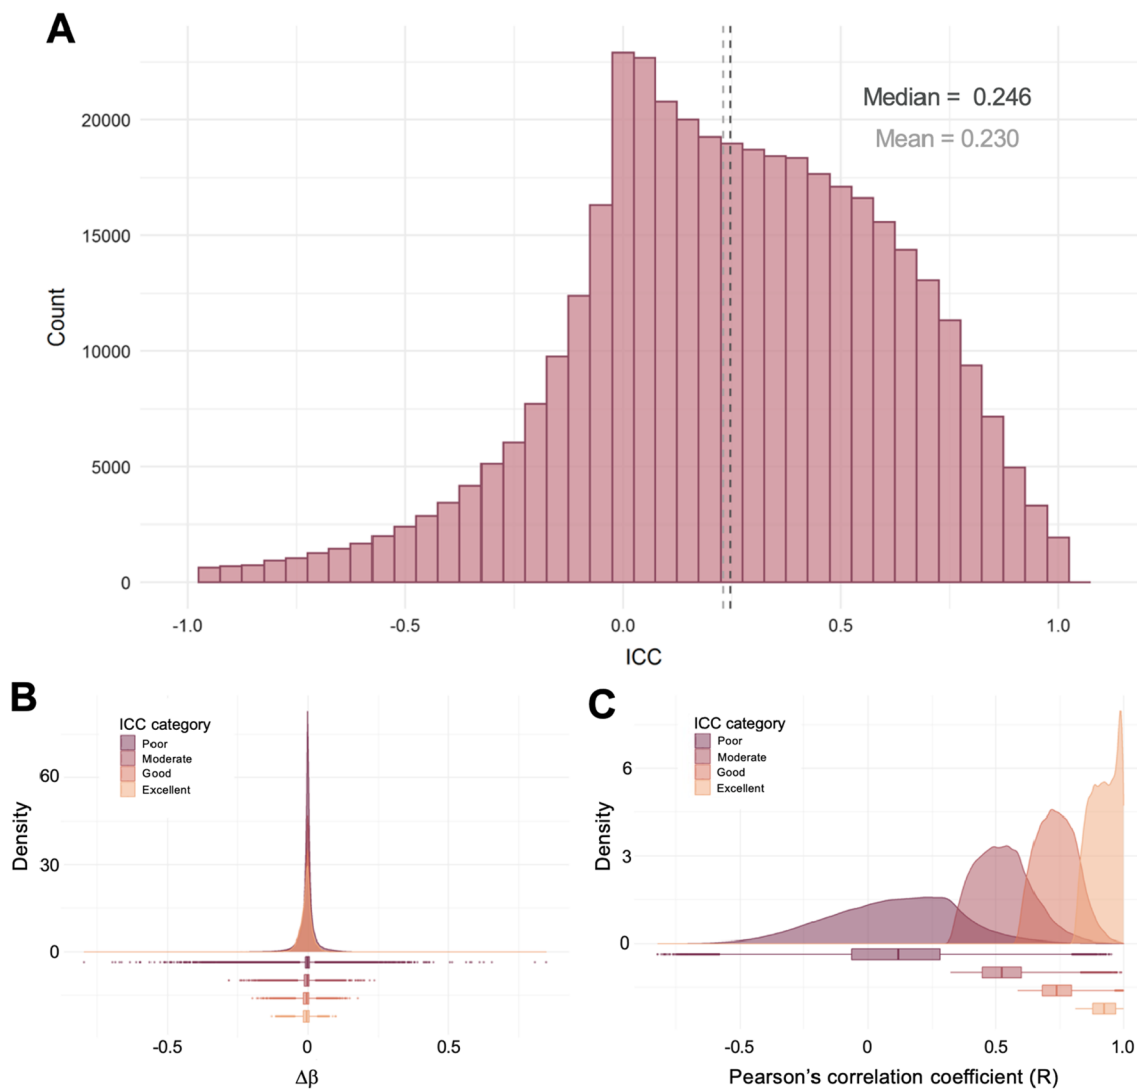 A
Median = 0.246
Mean = 0.230
20000
15000
10000
5000
0
Count
-1.0
-0.5
0.0
0.5
1.0
ICC
B
ICC category
Poor
Moderate
Good
Excellent
60
30
0
Density
-0.5
0
0.5
Δβ
C
ICC category
Poor
Moderate
Good
Excellent
6
3
0
Density
-0.5
0
0.5
1.0
Pearson's correlation coefficient (R)